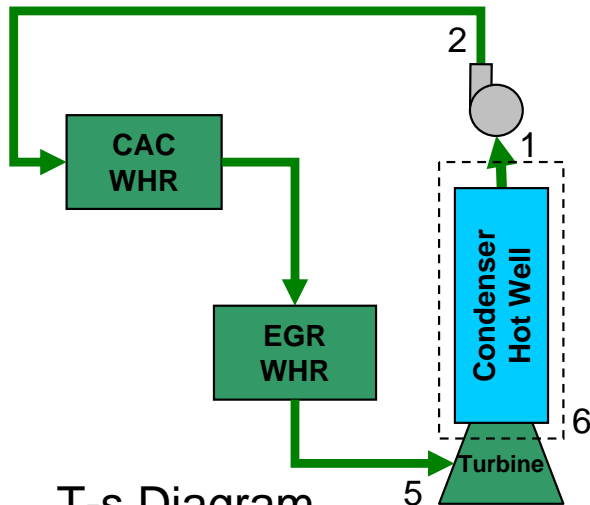 2
1
CAC
WHR
Condenser
Hot Well
EGR
WHR
6
Turbine
5
T-s Diagram